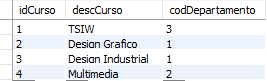 idCurso descCurso codDepartamento
1 TSIW 3
2 Design Grafico 1
3 Design Industrial 1
4 Multimedia 2